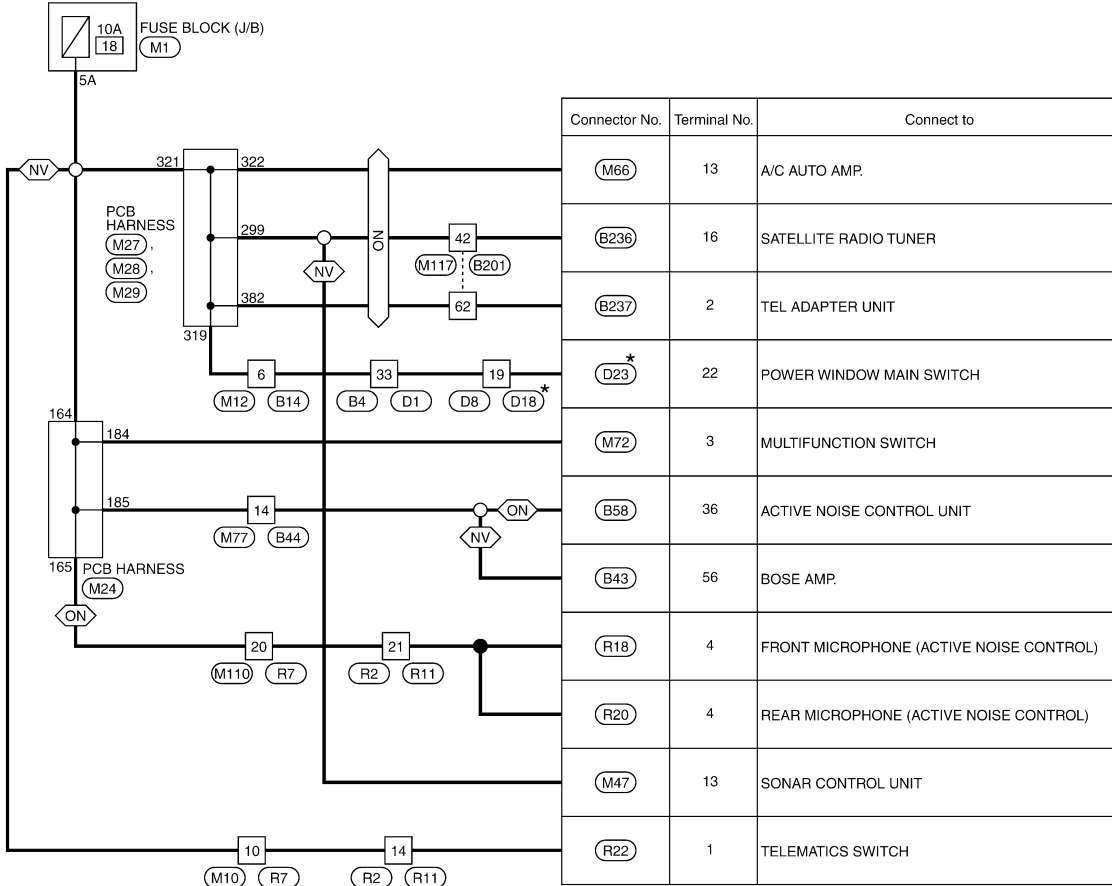 10A
18
FUSE BLOCK (J/B)
M1
5A
Connector No. Terminal No. Connect to
NV
321
322
M66 13 A/C AUTO AMP.
PCB
HARNESS
M27 ,
M28 ,
M29
299
NV
ON
42
M117 B201
B236 16 SATELLITE RADIO TUNER
382
62
B237 2 TEL ADAPTER UNIT
319
6
M12 B14
33
B4 D1
19
D8 D18 *
D23 * 22 POWER WINDOW MAIN SWITCH
164
184
M72 3 MULTIFUNCTION SWITCH
185
14
M77 B44
ON
NV
B58 36 ACTIVE NOISE CONTROL UNIT
165
PCB HARNESS
M24
B43 56 BOSE AMP.
ON
20
M110 R7
21
R2 R11
R18 4 FRONT MICROPHONE (ACTIVE NOISE CONTROL)
R20 4 REAR MICROPHONE (ACTIVE NOISE CONTROL)
M47 13 SONAR CONTROL UNIT
10
M10 R7
14
R2 R11
R22 1 TELEMATICS SWITCH